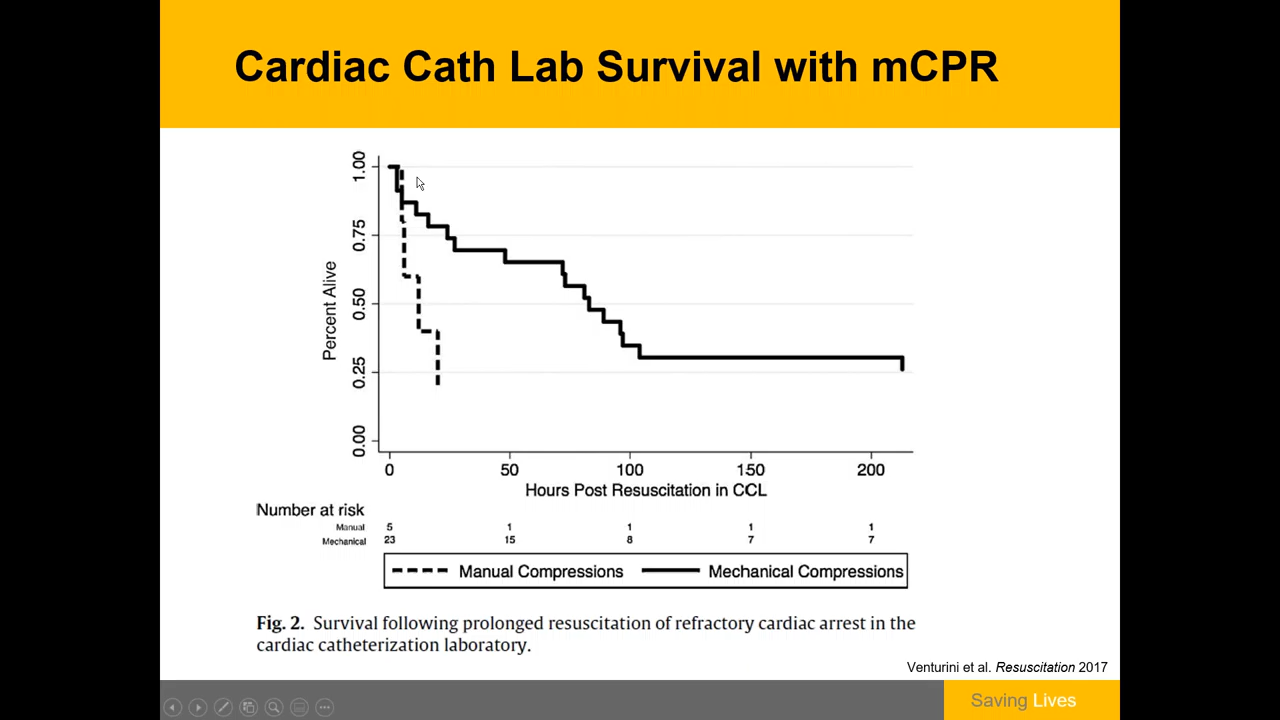 Cardiac Cath Lab Survival with mCPR
Percent Alive
1.00
0.75
0.50
0.25
0.00
0 50 100 150 200
Hours Post Resuscitation in CCL
Number at risk
Manual 5 1 1 1 1
Mechanical 23 15 8 7 7
Manual Compressions Mechanical Compressions
Fig. 2. Survival following prolonged resuscitation of refractory cardiac arrest in the
cardiac catheterization laboratory.
Venturini et al. Resuscitation 2017
Saving Lives